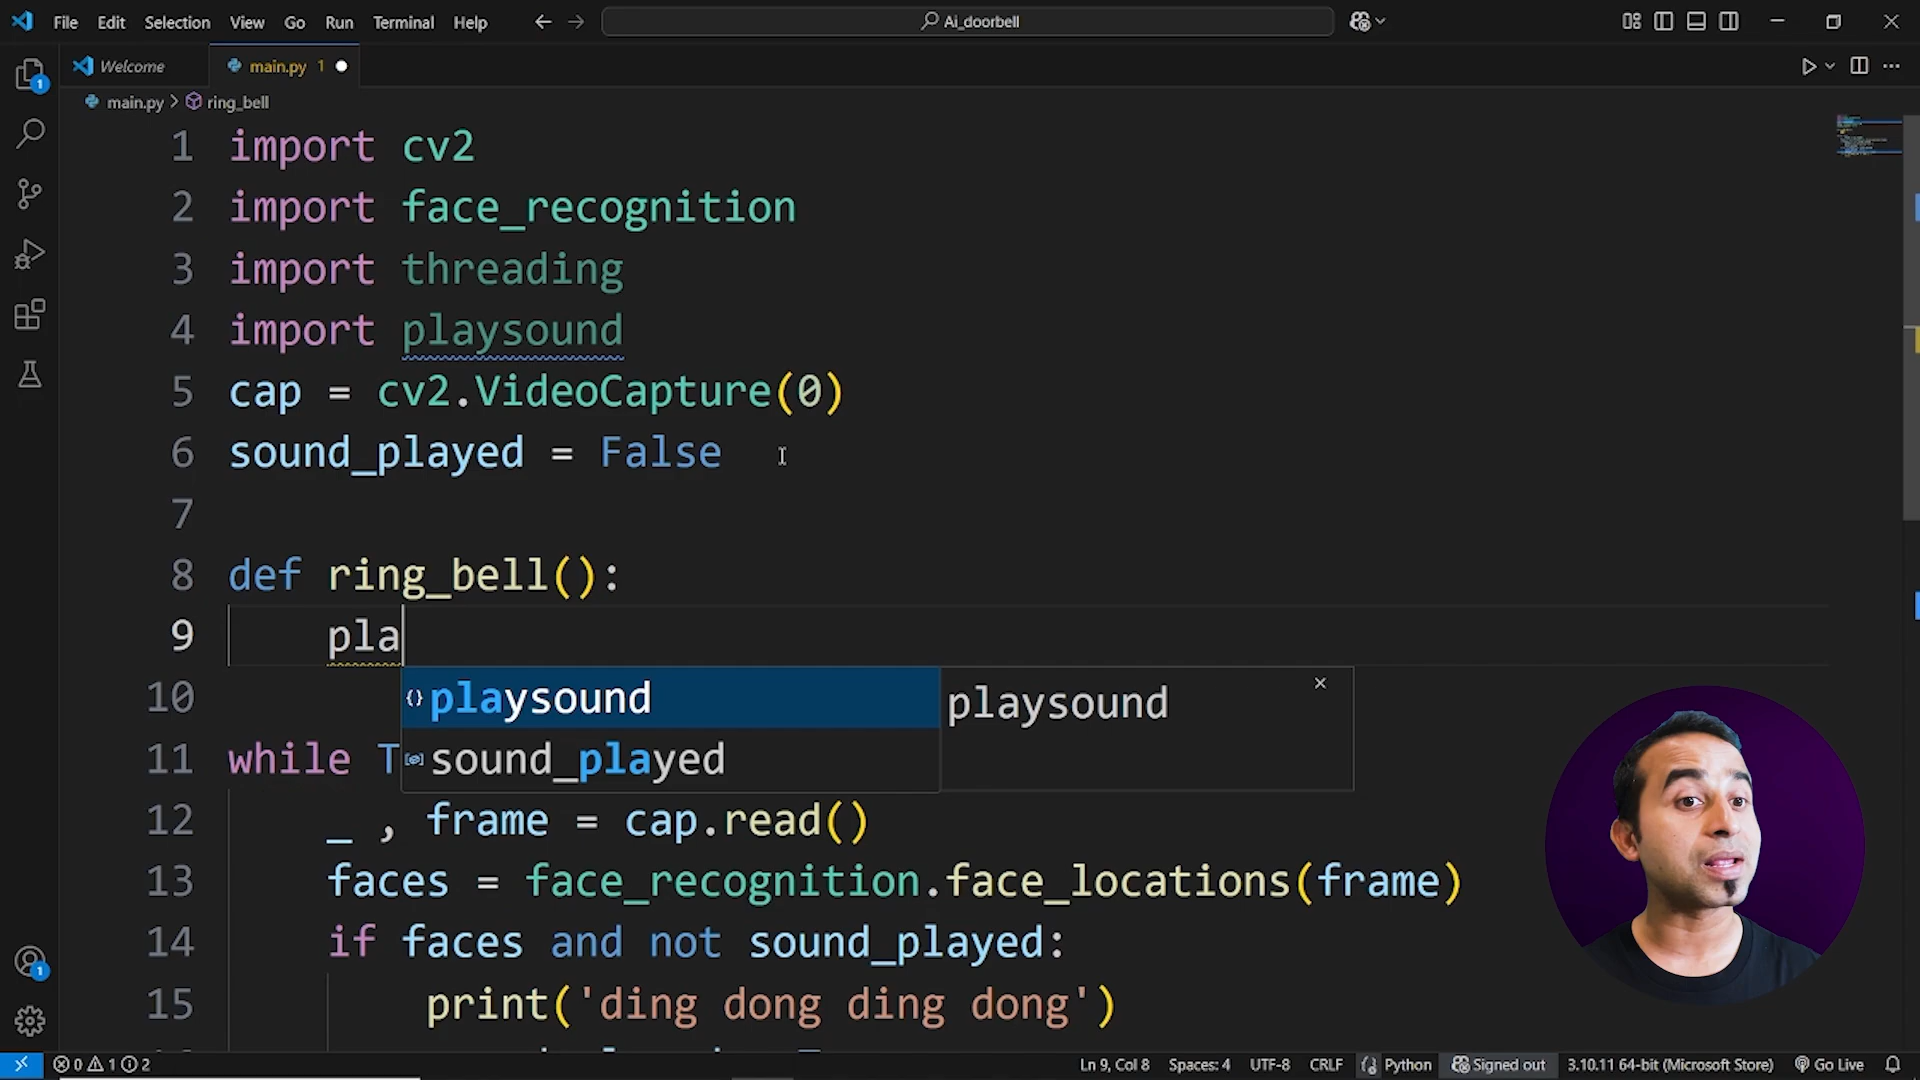 File Edit Selection View Go Run Terminal Help
Ai_doorbell
Welcome
main.py 1
main.py > ring_bell
1 import cv2
2 import face_recognition
3 import threading
4 import playsound
5 cap = cv2.VideoCapture(0)
6 sound_played = False
7
8 def ring_bell():
9 pla
playsound
playsound
10
sound_played
11 while T
12 _ , frame = cap.read()
13 faces = face_recognition.face_locations(frame)
14 if faces and not sound_played:
15 print('ding dong ding dong')
1
1
0 1 2
Ln 9, Col 8 Spaces: 4 UTF-8 CRLF Python Signed out 3.10.11 64-bit (Microsoft Store) Go Live